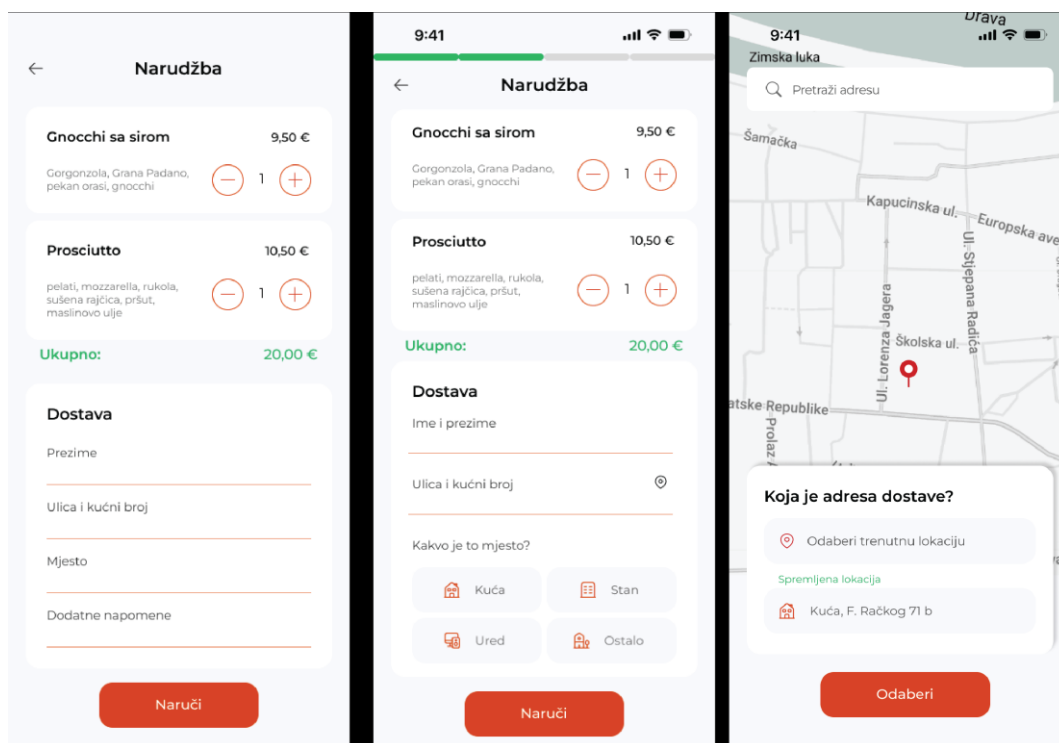 Narudžba
Gnocchi sa sirom
9,50 €
Gorgonzola, Grana Padano,
pekan orasi, gnocchi
1
Prosciutto
10,50 €
pelati, mozzarella, rukola,
sušena rajčica, pršut,
maslinovo ulje
1
Ukupno:
20,00 €
Dostava
Prezime
Ulica i kućni broj
Mjesto
Dodatne napomene
Naruči
9:41
Narudžba
Gnocchi sa sirom
9,50 €
Gorgonzola, Grana Padano,
pekan orasi, gnocchi
1
Prosciutto
10,50 €
pelati, mozzarella, rukola,
sušena rajčica, pršut,
maslinovo ulje
1
Ukupno:
20,00 €
Dostava
Ime i prezime
Ulica i kućni broj
Kakvo je to mjesto?
Kuća
Stan
Ured
Ostalo
Naruči
Drava
9:41
Zimska luka
Pretraži adresu
Šamačka
Kapucinska ul.
Europska ave
Ul. Stjepana Radića
Ul. Lorenza Jagera
Školska ul.
atske Republike
Prolaz
Koja je adresa dostave?
Odaberi trenutnu lokaciju
Spremljena lokacija
Kuća, F. Račkog 71 b
Odaberi